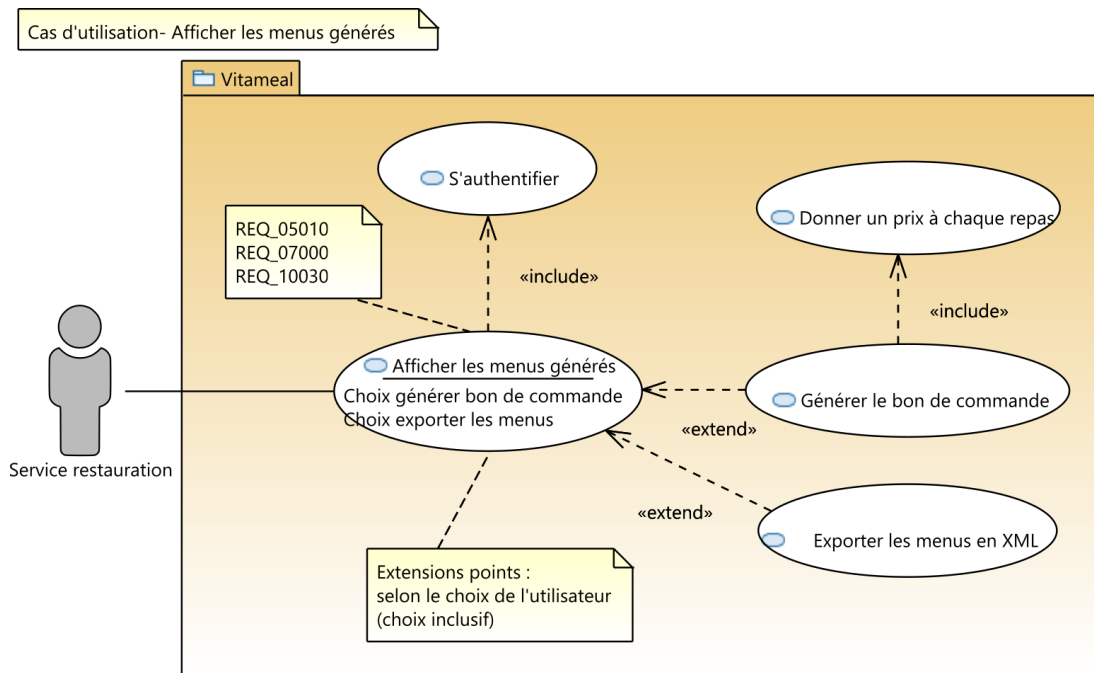 Cas d'utilisation- Afficher les menus générés
Vitameal
S'authentifier
Donner un prix à chaque repas
REQ_05010
REQ_07000
REQ_10030
«include»
«include»
Afficher les menus générés
Choix générer bon de commande
Choix exporter les menus
Générer le bon de commande
«extend»
Service restauration
«extend»
Exporter les menus en XML
Extensions points :
selon le choix de l'utilisateur
(choix inclusif)